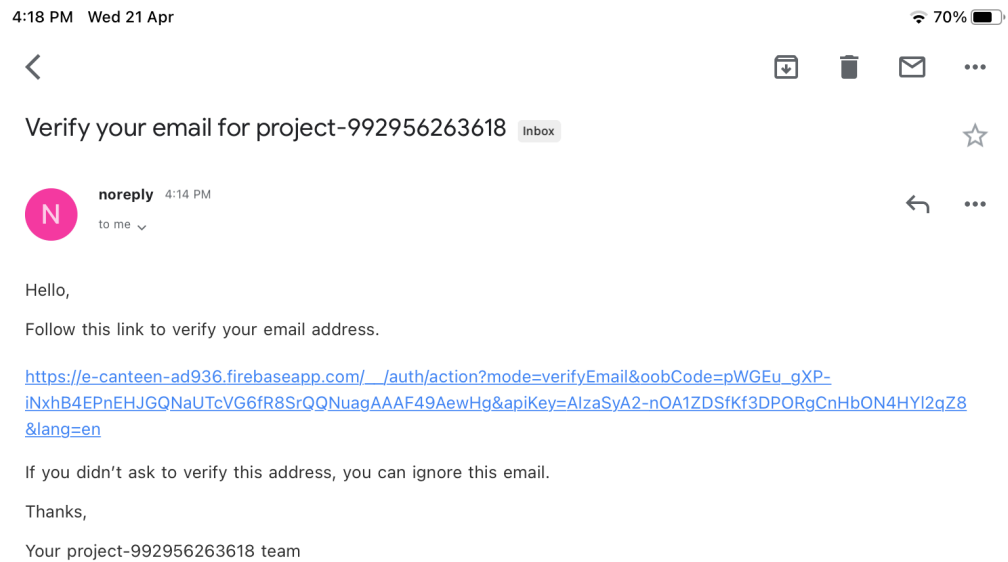 4:18 PM Wed 21 Apr 70%
Verify your email for project-992956263618 Inbox
N
noreply 4:14 PM
to me
Hello,
Follow this link to verify your email address.
https://e-canteen-ad936.firebaseapp.com/__/auth/action?mode=verifyEmail&oobCode=pWGEu_gXP-
iNxhB4EPnEHJGQNaUTcVG6fR8SrQQNuagAAAF49AewHg&apiKey=AIzaSyA2-nOA1ZDSfKf3DPORgCnHbON4HYI2qZ8
&lang=en
If you didn't ask to verify this address, you can ignore this email.
Thanks,
Your project-992956263618 team